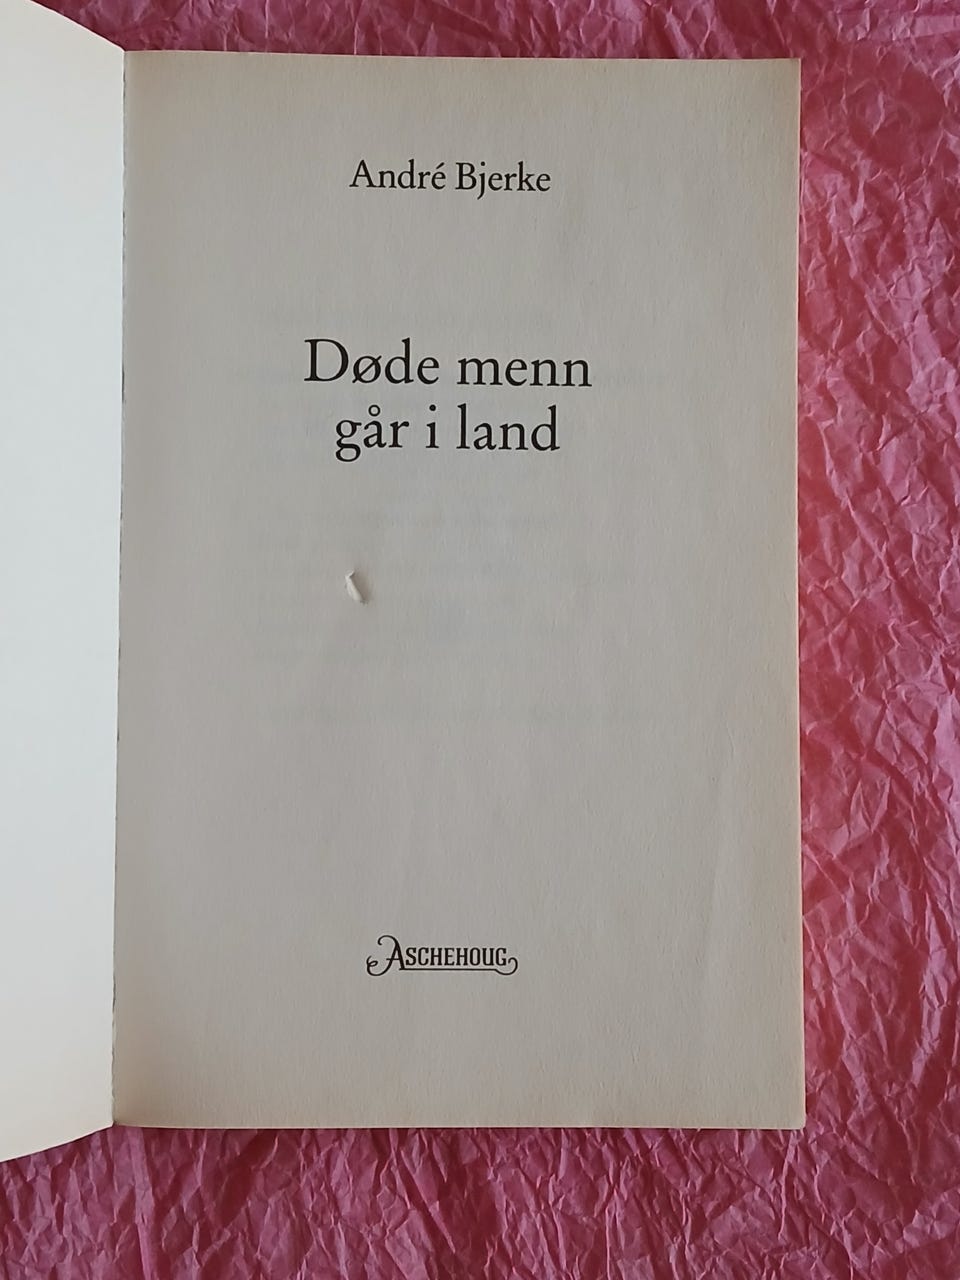 André Bjerke
Døde menn
går i land
ASCHEHOUG